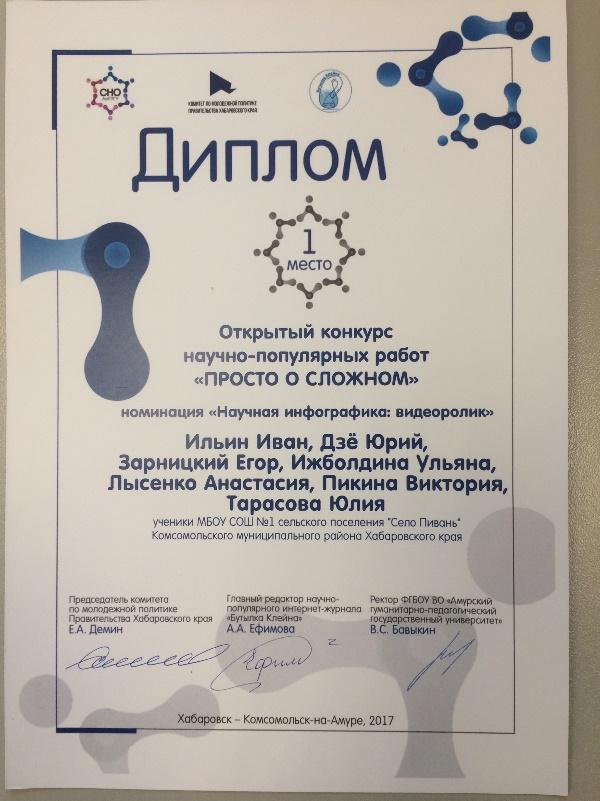 СНО
КОМИТЕТ ПО МОЛОДЕЖНОЙ ПОЛИТИКЕ
ПРАВИТЕЛЬСТВА ХАБАРОВСКОГО КРАЯ
Диплом
1
место
Открытый конкурс
научно-популярных работ
«ПРОСТО О СЛОЖНОМ»
номинация «Научная инфографика: видеоролик»
Ильин Иван, Дзё Юрий,
Зарницкий Егор, Ижболдина Ульяна,
Лысенко Анастасия, Пикина Виктория,
Тарасова Юлия
ученики МБОУ СОШ №1 сельского поселения "Село Пивань"
Комсомольского муниципального района Хабаровского края
Председатель комитета
по молодежной политике
Правительства Хабаровского края
Е.А. Демин
Главный редактор научно-
популярного интернет-журнала
«Бутылка Клейна»
А.А. Ефимова
Ректор ФГБОУ ВО «Амурский
гуманитарно-педагогический
государственный университет»
В.С. Бавыкин
Хабаровск – Комсомольск-на-Амуре, 2017